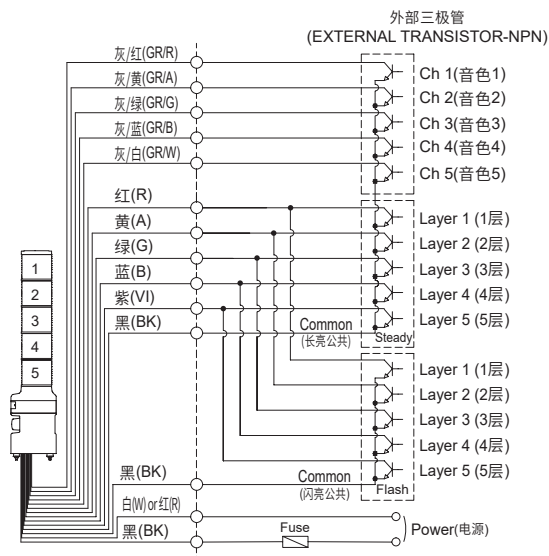 外部三极管
(EXTERNAL TRANSISTOR-NPN)
灰/红(GR/R)
Ch 1(音色1)
灰/黄(GR/A)
Ch 2(音色2)
灰/绿(GR/G)
Ch 3(音色3)
灰/蓝(GR/B)
Ch 4(音色4)
灰/白(GR/W)
Ch 5(音色5)
红(R)
Layer 1 (1层)
黄(A)
Layer 2 (2层)
绿(G)
Layer 3 (3层)
蓝(B)
Layer 4 (4层)
紫(VI)
Layer 5 (5层)
黑(BK)
Common
(长亮公共)
Steady
1
2
3
4
5
Layer 1 (1层)
Layer 2 (2层)
Layer 3 (3层)
Layer 4 (4层)
Layer 5 (5层)
黑(BK)
Common
(闪亮公共)
Flash
白(W) or 红(R)
黑(BK)
Fuse
Power(电源)